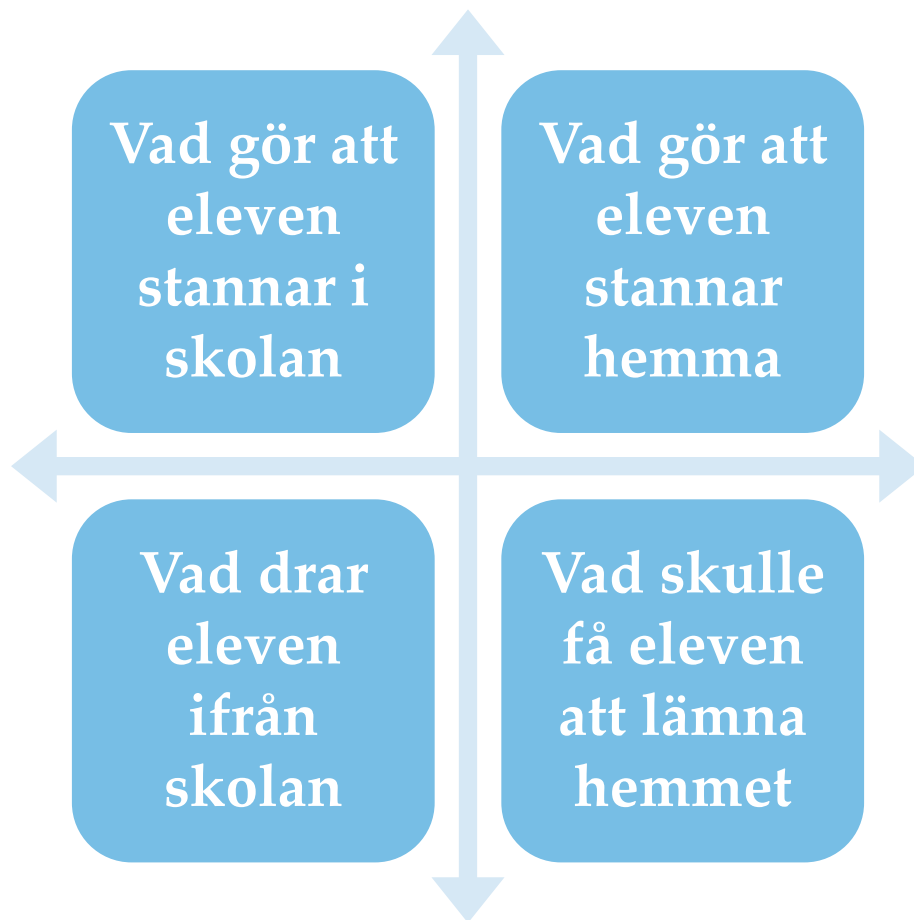 Vad gör att
eleven
stannar i
skolan
Vad gör att
eleven
stannar
hemma
Vad drar
eleven
ifrån
skolan
Vad skulle
få eleven
att lämna
hemmet